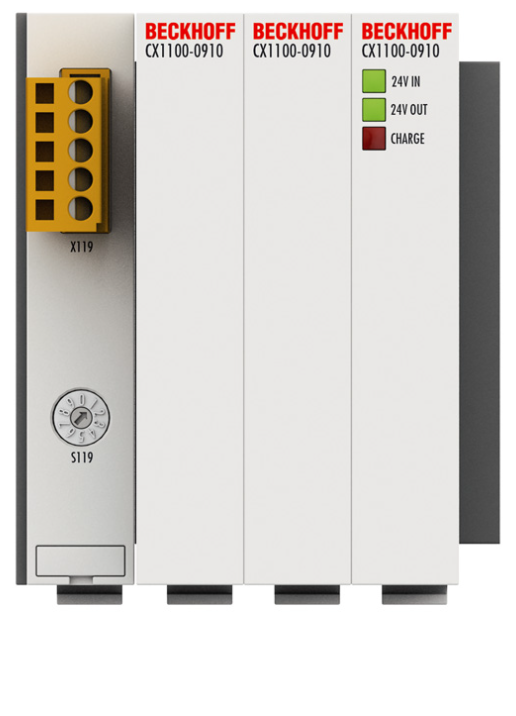 BECKHOFF
CX1100-0910
BECKHOFF
CX1100-0910
BECKHOFF
CX1100-0910
24V IN
24V OUT
CHARGE
X119
S119